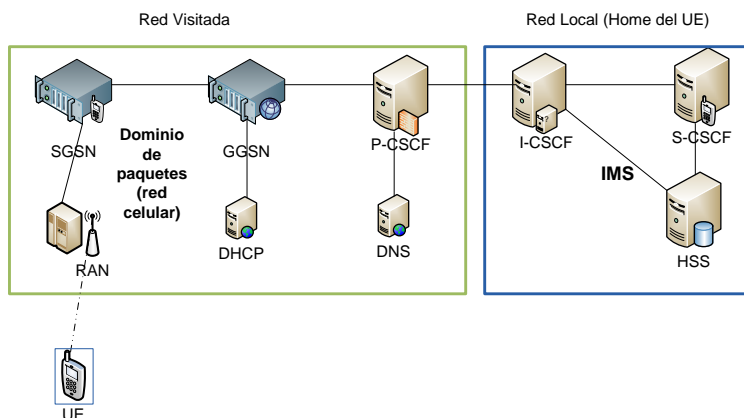 Red Visitada
Red Local (Home del UE)
SGSN
Dominio
de
paquetes
(red
celular)
GGSN
P-CSCF
I-CSCF
S-CSCF
IMS
RAN
DHCP
DNS
HSS
UE